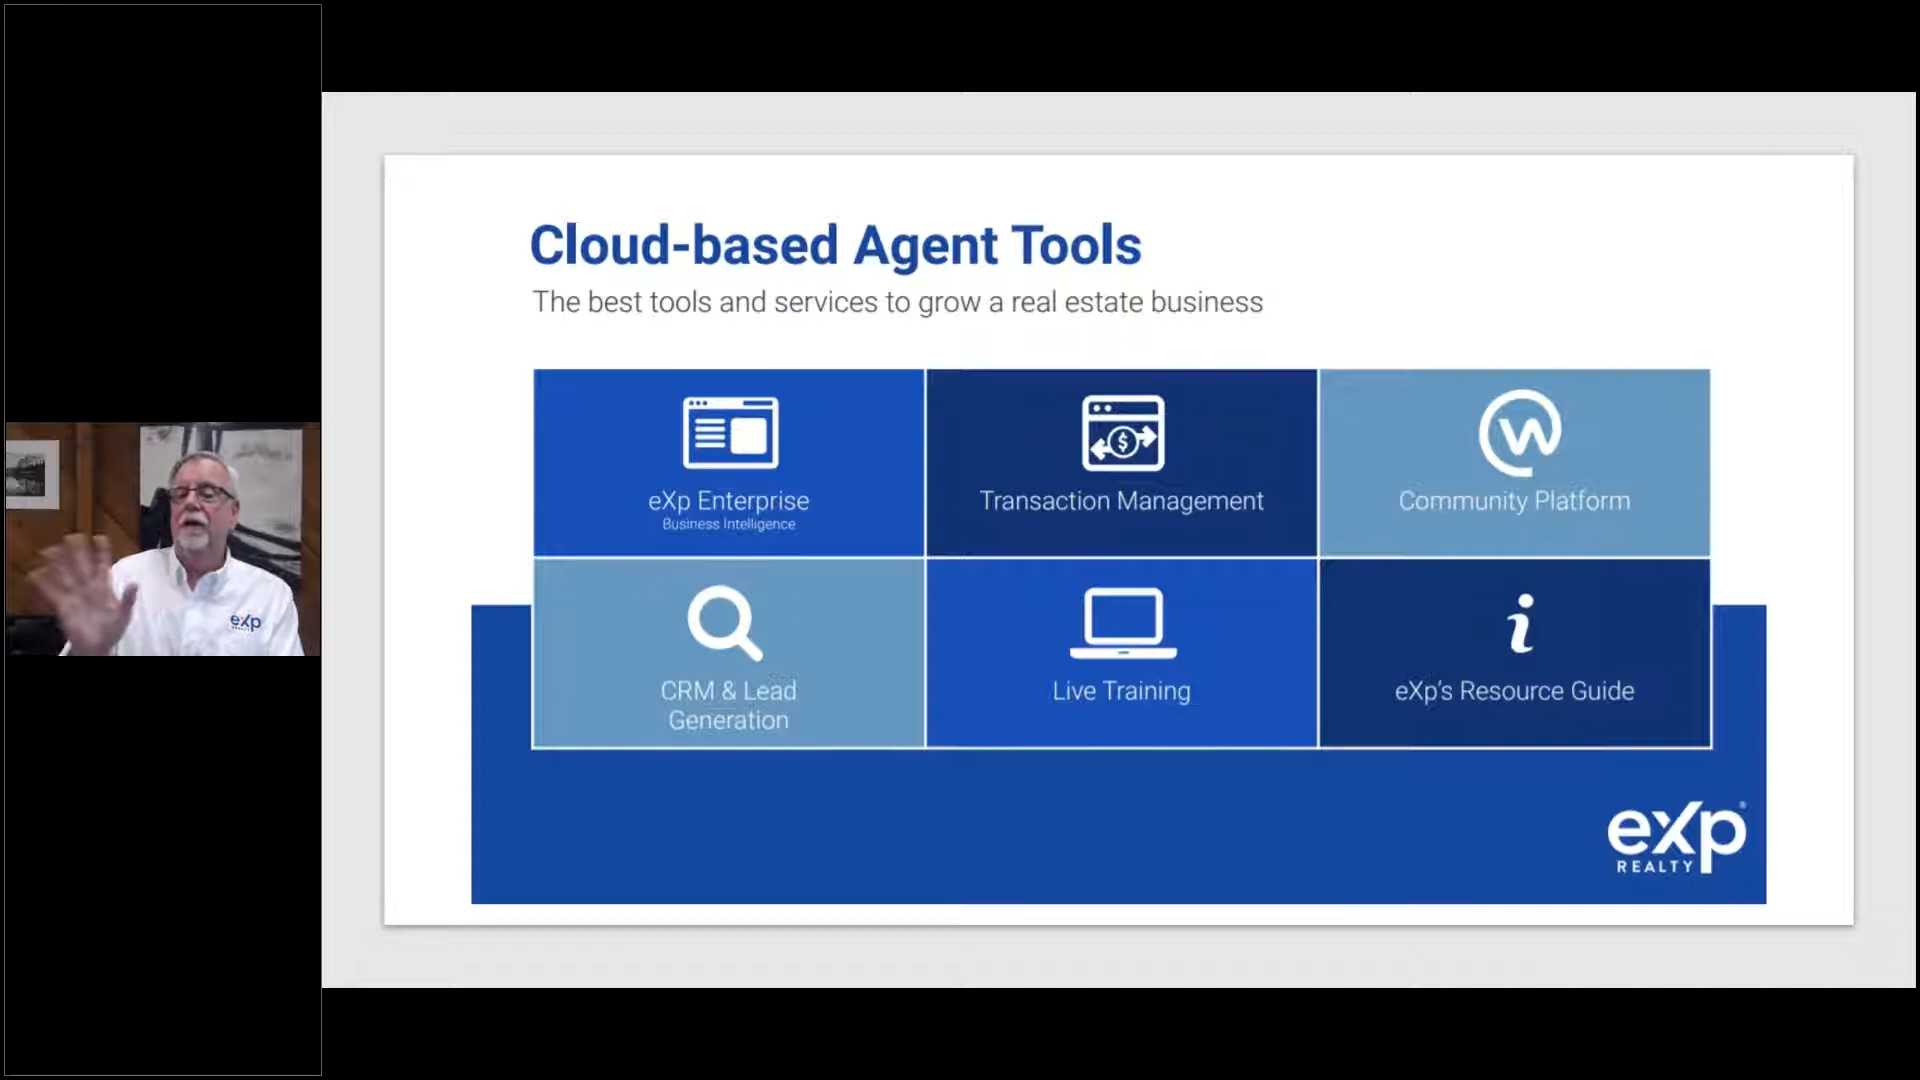 Cloud-based Agent Tools
The best tools and services to grow a real estate business
eXp Enterprise
Business Intelligence
Transaction Management
Community Platform
CRM & Lead
Generation
Live Training
eXp's Resource Guide
eXp
REALTY
eXp